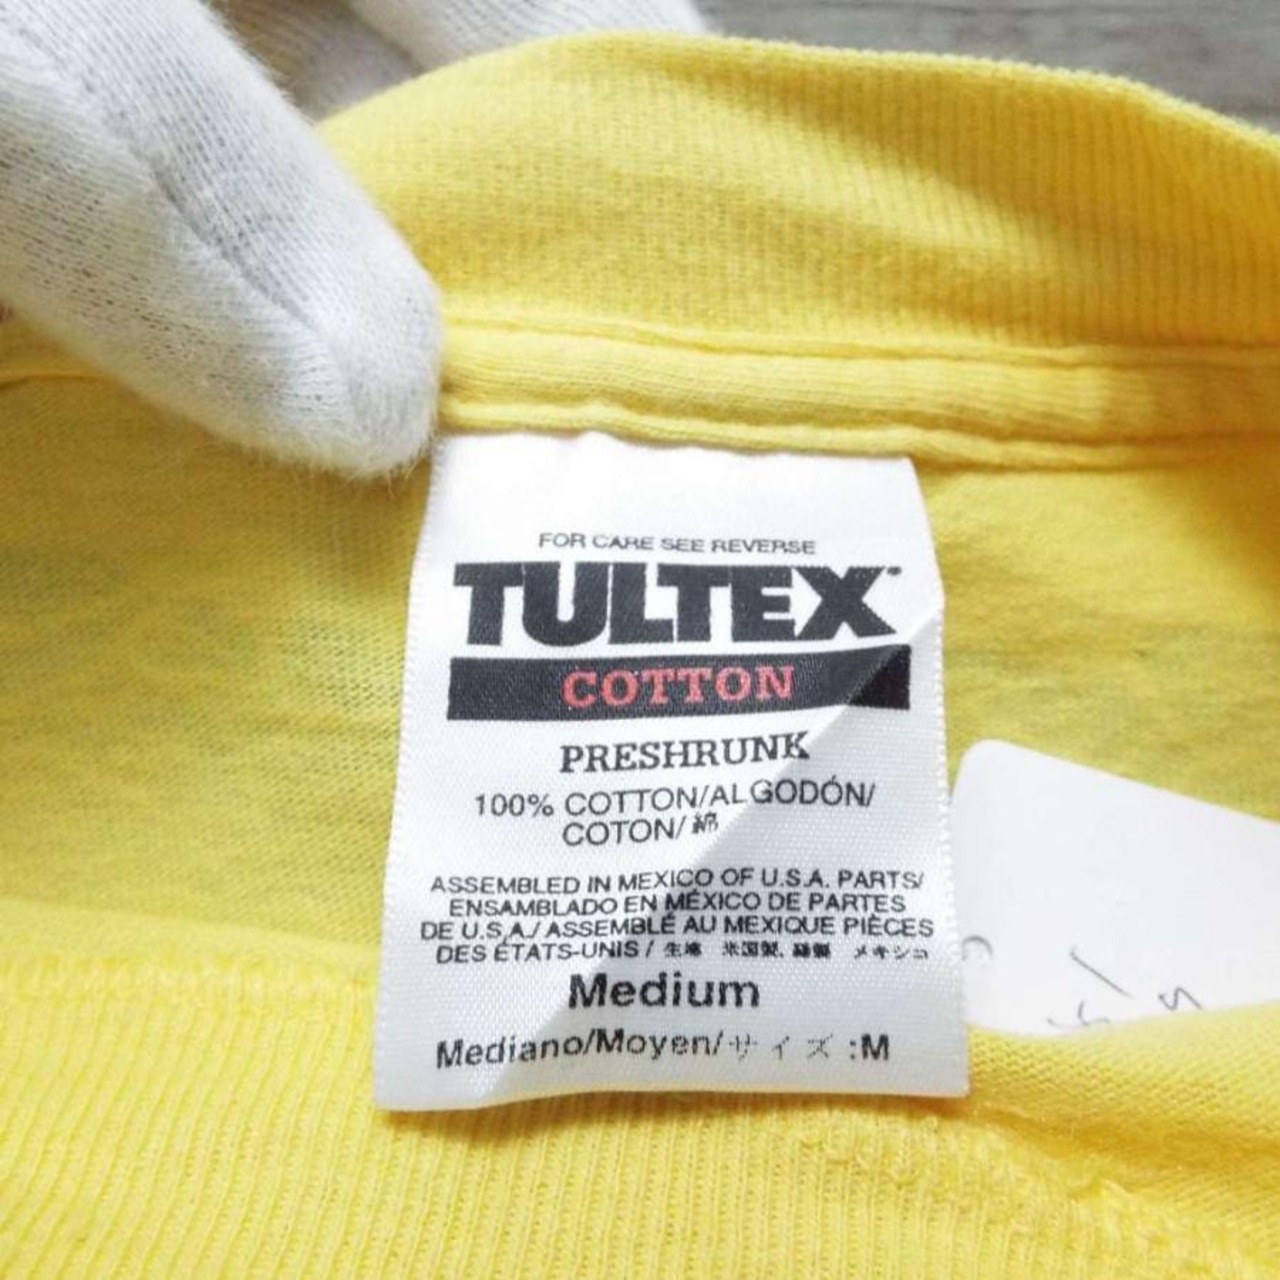 FOR CARE SEE REVERSE
TULTEX
COTTON
PRESHRUNK
100% COTTON/ALGODÓN/
COTON/綿
ASSEMBLED IN MEXICO OF U.S.A. PARTS/
ENSAMBLADO EN MÉXICO DE PARTES
DE U.S.A./ASSEMBLÉ AU MEXIQUE PIÈCES
DES ÉTATS-UNIS/生地 米国製、縫製 メキシコ
Medium
Mediano/Moyen/サイズ:M